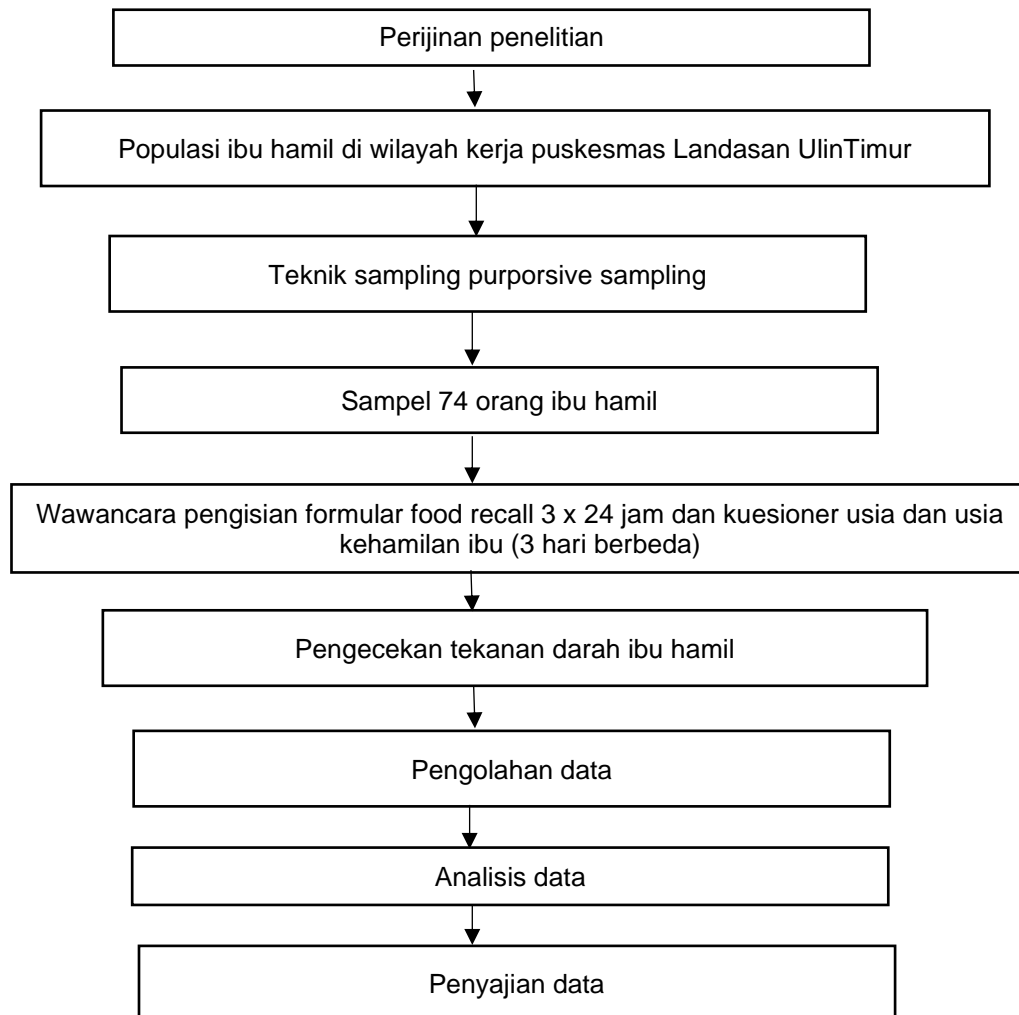 Perijinan penelitian
Populasi ibu hamil di wilayah kerja puskesmas Landasan UlinTimur
Teknik sampling purporsive sampling
Sampel 74 orang ibu hamil
Wawancara pengisian formular food recall 3 x 24 jam dan kuesioner usia dan usia
kehamilan ibu (3 hari berbeda)
Pengecekan tekanan darah ibu hamil
Pengolahan data
Analisis data
Penyajian data